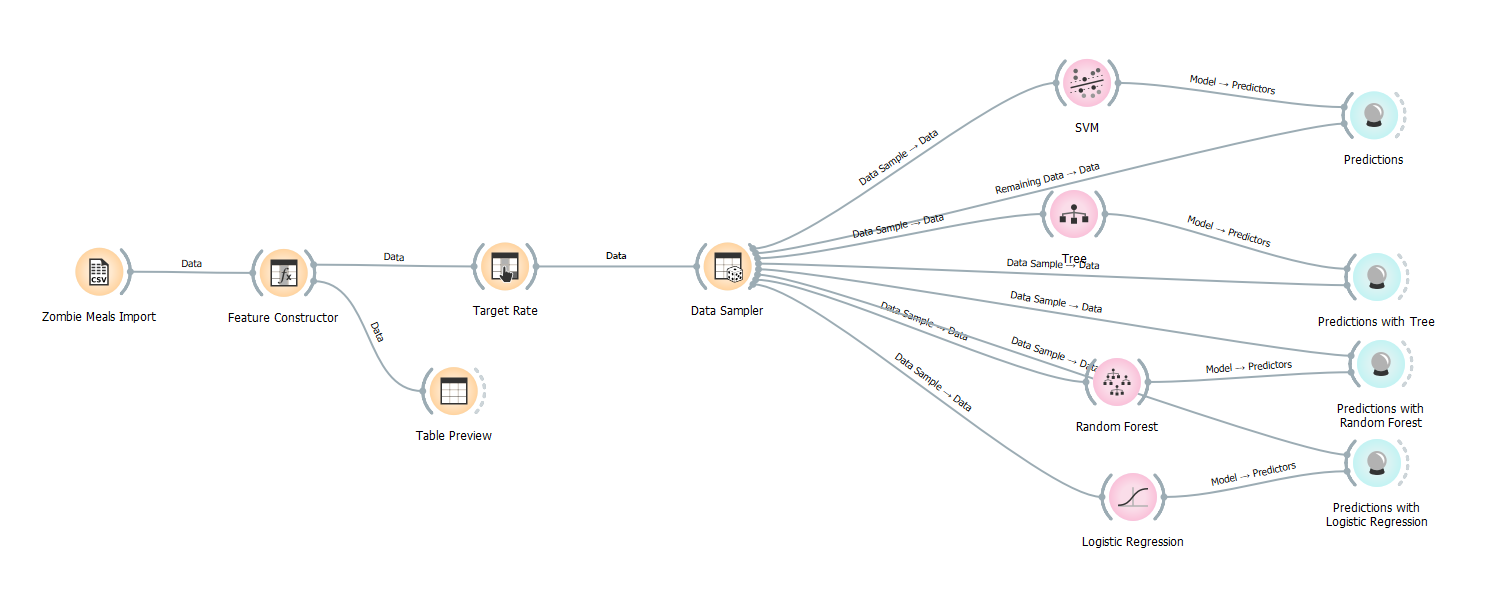 SVM
Model → Predictors
Predictions
Data Sample → Data
Remaining Data → Data
Data Sample → Data
Tree
Model → Predictors
Data
Zombie Meals Import
Data
Feature Constructor
Data
Table Preview
Target Rate
Data
Data Sampler
Data Sample → Data
Predictions with Tree
Data Sample → Data
Data Sample → Data
Data Sample → Data
Random Forest
Model → Predictors
Predictions with
Random Forest
Data Sample → Data
Logistic Regression
Model → Predictors
Predictions with
Logistic Regression
CSV